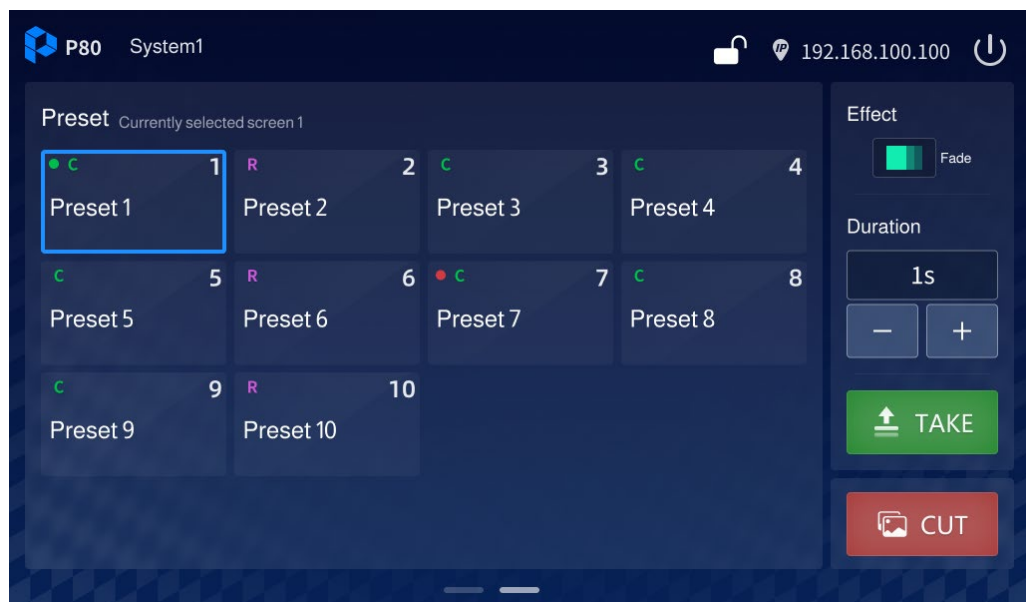 P80 System1 IP 192.168.100.100
Preset Currently selected screen 1
C 1 R 2 C 3 C 4
Preset 1 Preset 2 Preset 3 Preset 4
C 5 R 6 C 7 C 8
Preset 5 Preset 6 Preset 7 Preset 8
C 9 R 10
Preset 9 Preset 10
Effect
Fade
Duration
1s
− +
TAKE
CUT